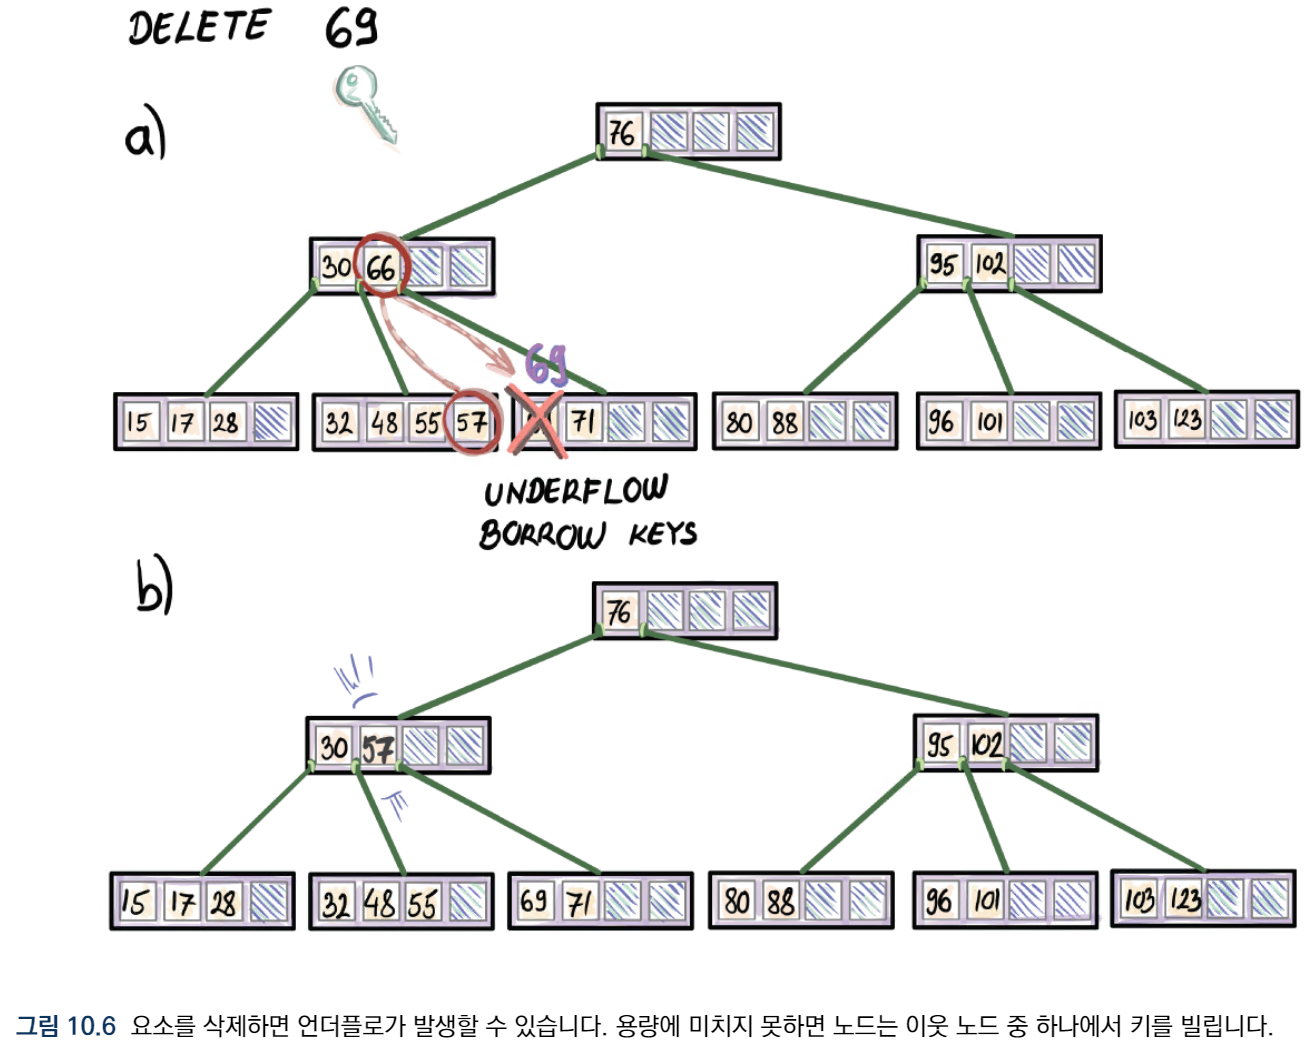 DELETE 69
a)
76
30 66
95 102
69
15 17 28
32 48 55 57
71
80 88
96 101
103 123
UNDERFLOW
BORROW KEYS
b)
76
30 57
95 102
15 17 28
32 48 55
69 71
80 88
96 101
103 123
그림 10.6 요소를 삭제하면 언더플로가 발생할 수 있습니다. 용량에 미치지 못하면 노드는 이웃 노드 중 하나에서 키를 빌립니다.